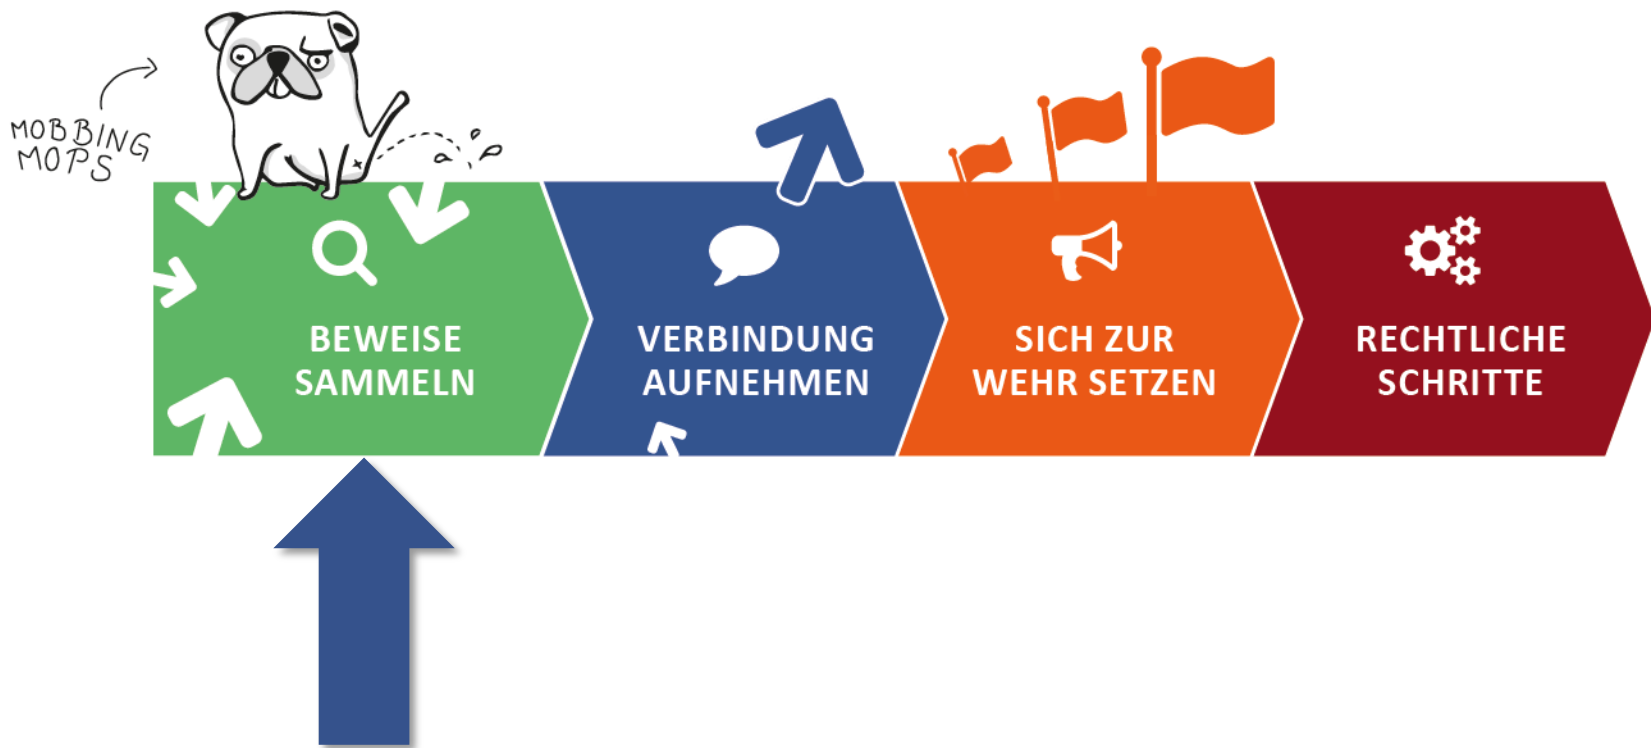 MOBBING
MOPS
BEWEISE
SAMMELN
VERBINDUNG
AUFNEHMEN
SICH ZUR
WEHR SETZEN
RECHTLICHE
SCHRITTE